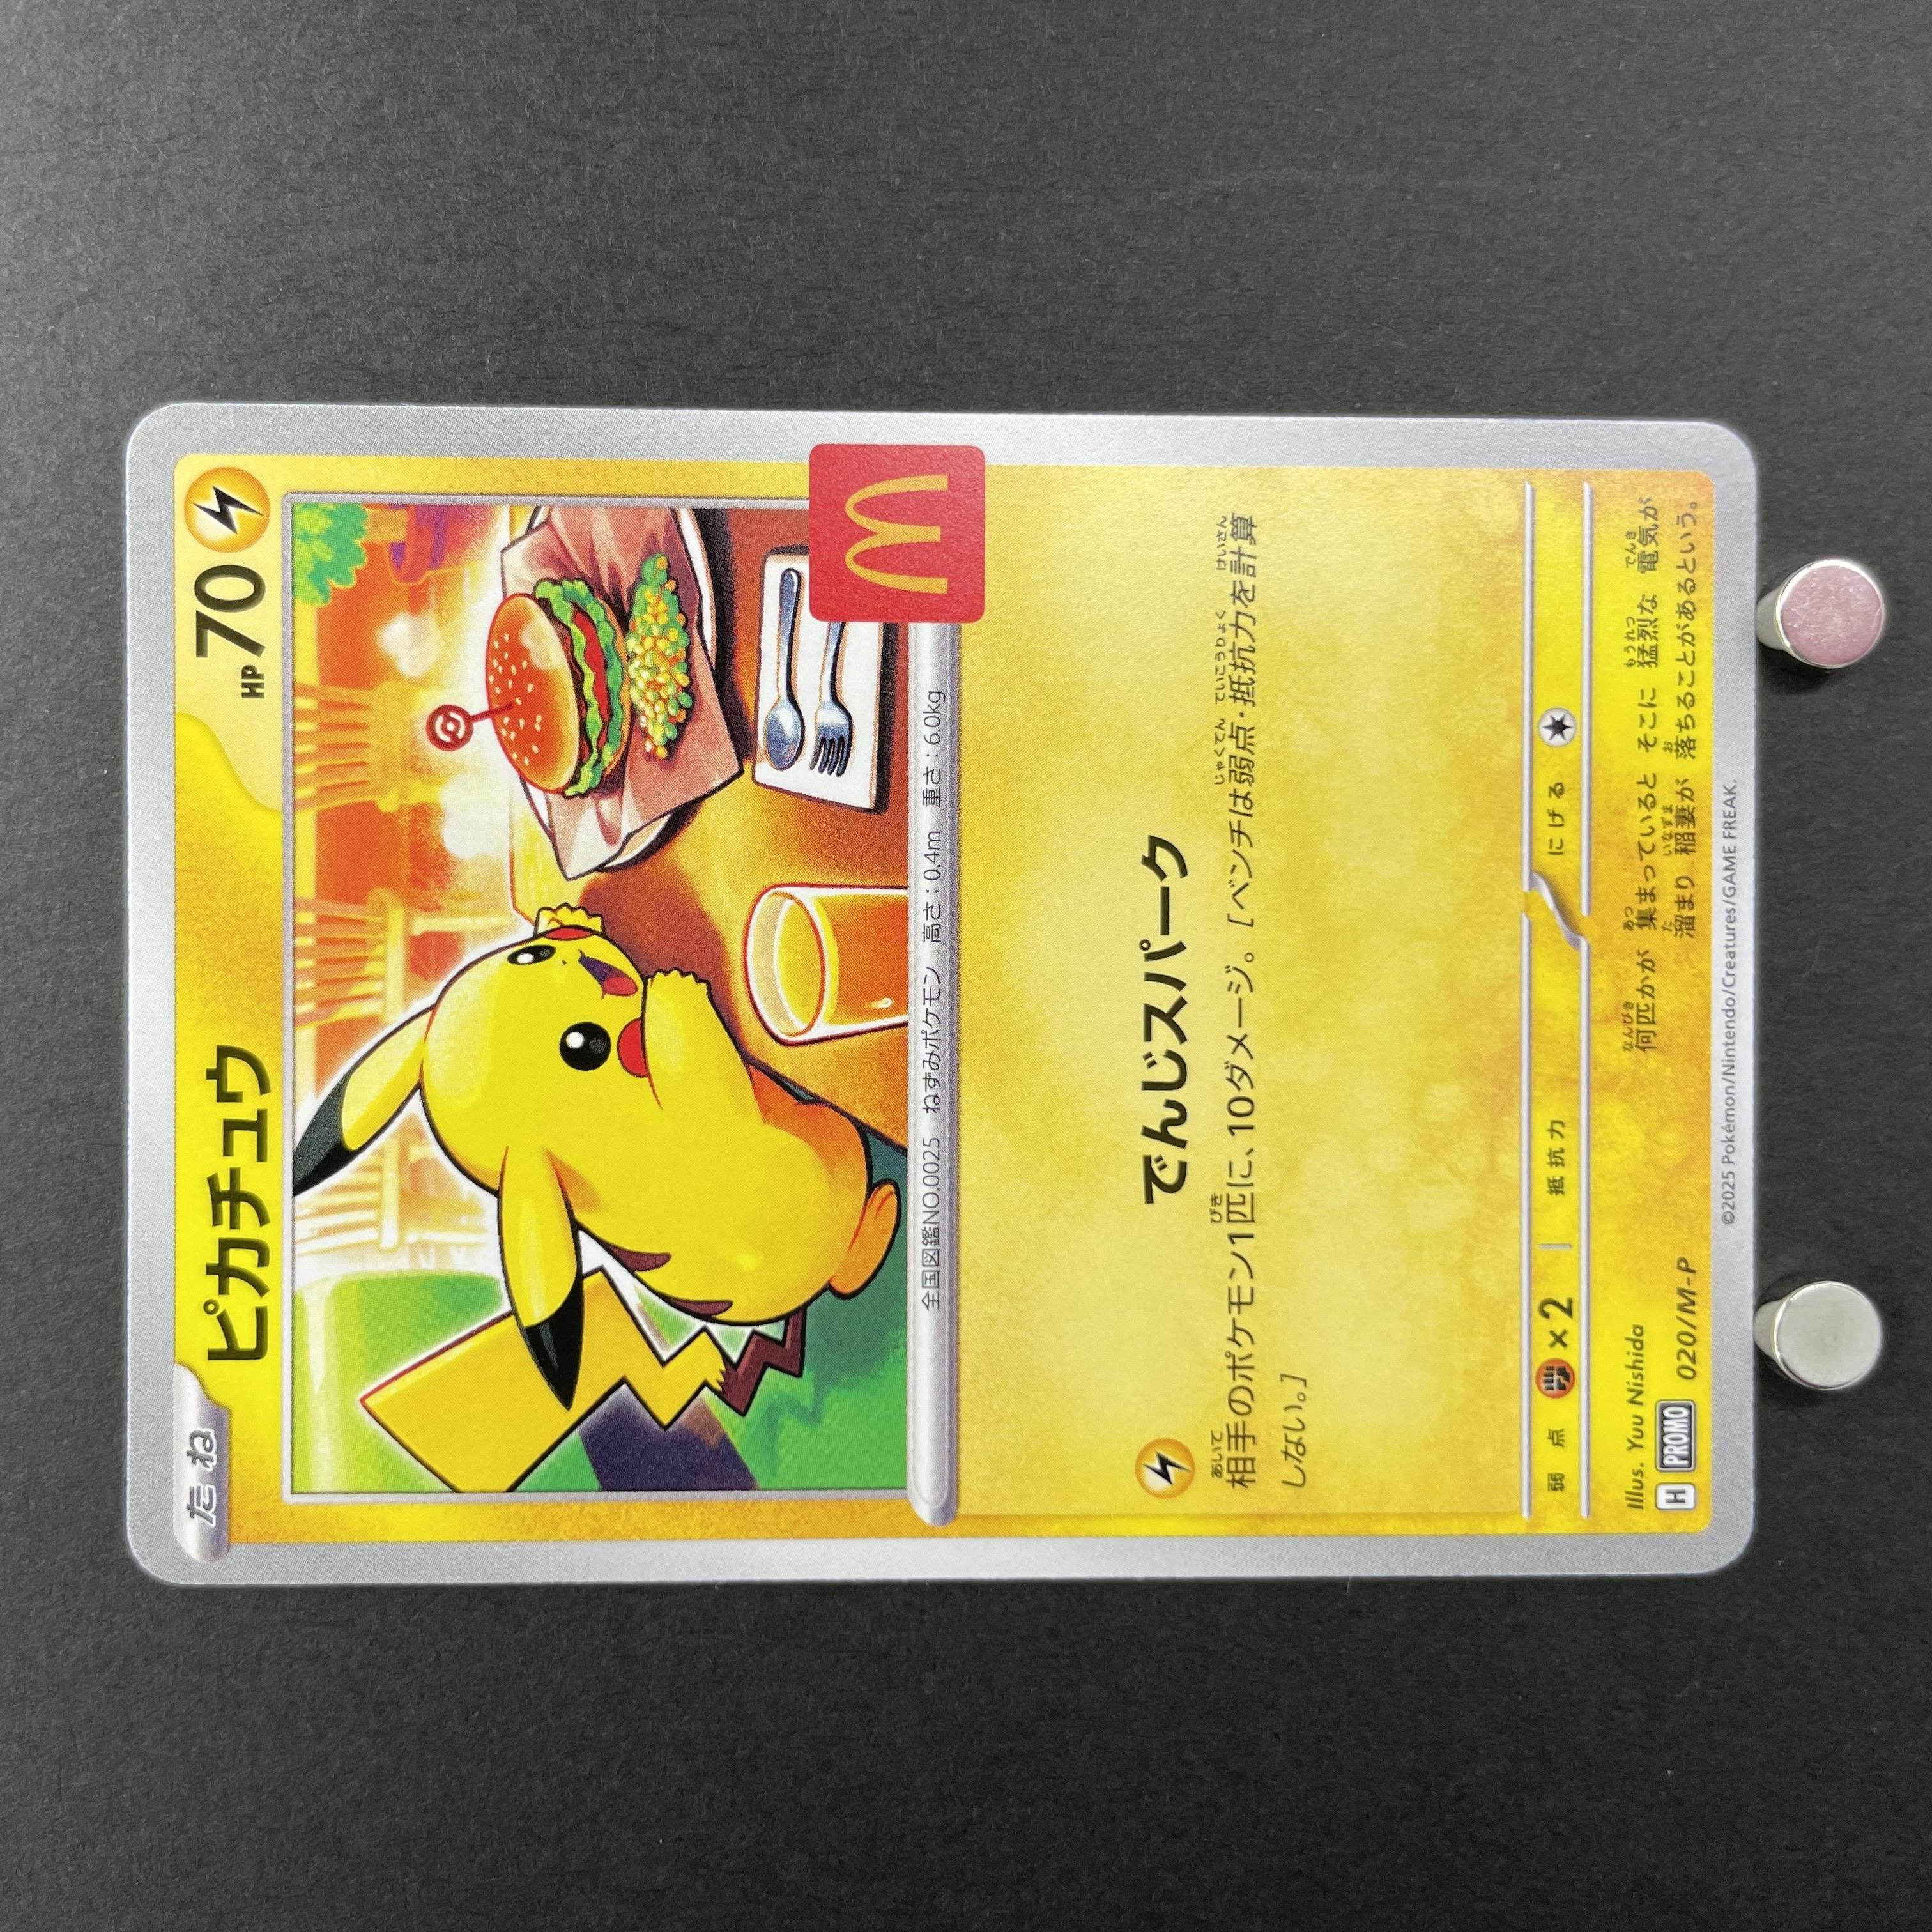 たね
ピカチュウ
HP70
M
全国図鑑NO.0025 ねずみポケモン 高さ：0.4m 重さ：6.0kg
でんじスパーク
相手のポケモン1匹に、10ダメージ。［ベンチは弱点・抵抗力を計算
しない。］
弱点 ×2 抵抗力 にげる
Illus. Yuu Nishida
何匹かが 集まっていると そこに 猛烈な 電気が
溜まり 稲妻が 落ちることがあるという。
H PROMO 020/M-P
©2025 Pokémon/Nintendo/Creatures/GAME FREAK.